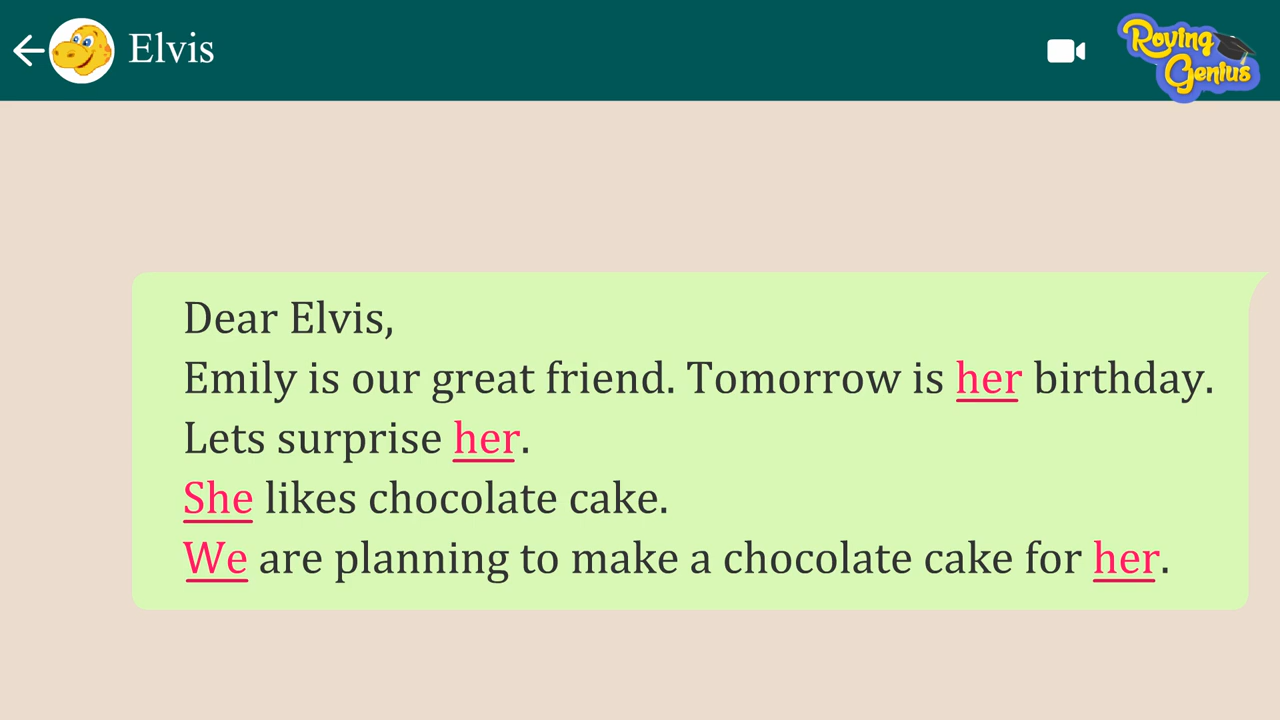 Elvis
Roving
Genius
Dear Elvis,
Emily is our great friend. Tomorrow is her birthday.
Lets surprise her.
She likes chocolate cake.
We are planning to make a chocolate cake for her.